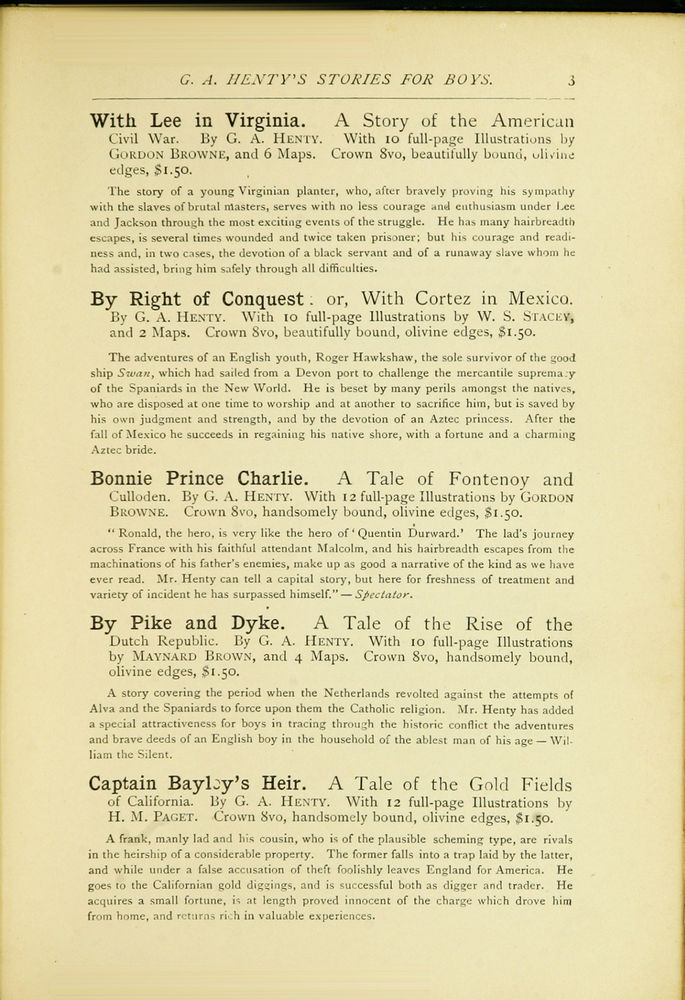 G. A. HENTY'S STORIES FOR BOYS. 3
With Lee in Virginia. A Story of the American
Civil War. By G. A. HENTY. With 10 full-page Illustrations by
GORDON BROWNE, and 6 Maps. Crown 8vo, beautifully bound, olivine
edges, $1.50.
The story of a young Virginian planter, who, after bravely proving his sympathy
with the slaves of brutal masters, serves with no less courage and enthusiasm under Lee
and Jackson through the most exciting events of the struggle. He has many hairbreadth
escapes, is several times wounded and twice taken prisoner; but his courage and readi-
ness and, in two cases, the devotion of a black servant and of a runaway slave whom he
had assisted, bring him safely through all difficulties.
By Right of Conquest: or, With Cortez in Mexico.
By G. A. HENTY. With 10 full-page Illustrations by W. S. STACEY,
and 2 Maps. Crown 8vo, beautifully bound, olivine edges, $1.50.
The adventures of an English youth, Roger Hawkshaw, the sole survivor of the good
ship Swan, which had sailed from a Devon port to challenge the mercantile supremacy
of the Spaniards in the New World. He is beset by many perils amongst the natives,
who are disposed at one time to worship and at another to sacrifice him, but is saved by
his own judgment and strength, and by the devotion of an Aztec princess. After the
fall of Mexico he succeeds in regaining his native shore, with a fortune and a charming
Aztec bride.
Bonnie Prince Charlie. A Tale of Fontenoy and
Culloden. By G. A. HENTY. With 12 full-page Illustrations by GORDON
BROWNE. Crown 8vo, handsomely bound, olivine edges, $1.50.
"Ronald, the hero, is very like the hero of 'Quentin Durward.' The lad's journey
across France with his faithful attendant Malcolm, and his hairbreadth escapes from the
machinations of his father's enemies, make up as good a narrative of the kind as we have
ever read. Mr. Henty can tell a capital story, but here for freshness of treatment and
variety of incident he has surpassed himself." — Spectator.
By Pike and Dyke. A Tale of the Rise of the
Dutch Republic. By G. A. HENTY. With 10 full-page Illustrations
by MAYNARD BROWN, and 4 Maps. Crown 8vo, handsomely bound,
olivine edges, $1.50.
A story covering the period when the Netherlands revolted against the attempts of
Alva and the Spaniards to force upon them the Catholic religion. Mr. Henty has added
a special attractiveness for boys in tracing through the historic conflict the adventures
and brave deeds of an English boy in the household of the ablest man of his age — Wil-
liam the Silent.
Captain Bayley's Heir. A Tale of the Gold Fields
of California. By G. A. HENTY. With 12 full-page Illustrations by
H. M. PAGET. Crown 8vo, handsomely bound, olivine edges, $1.50.
A frank, manly lad and his cousin, who is of the plausible scheming type, are rivals
in the heirship of a considerable property. The former falls into a trap laid by the latter,
and while under a false accusation of theft foolishly leaves England for America. He
goes to the Californian gold diggings, and is successful both as digger and trader. He
acquires a small fortune, is at length proved innocent of the charge which drove him
from home, and returns rich in valuable experiences.